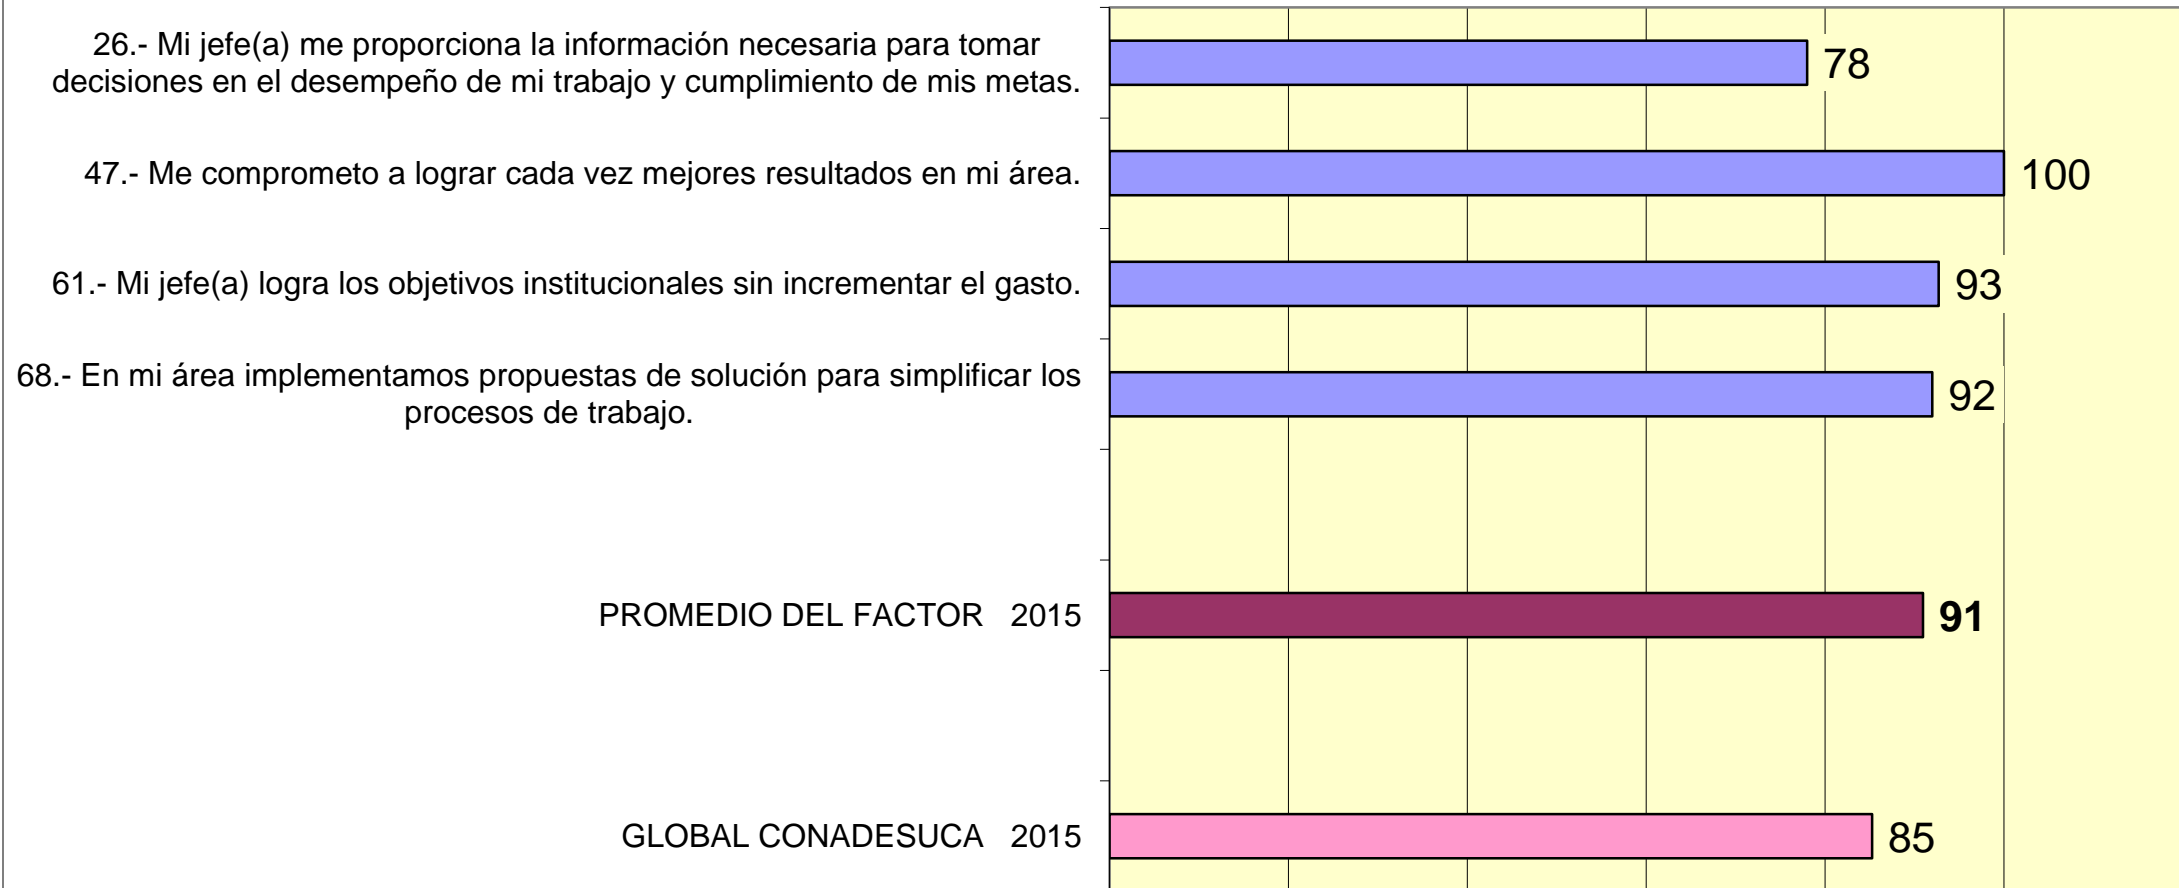 26.- Mi jefe(a) me proporciona la información necesaria para tomar
decisiones en el desempeño de mi trabajo y cumplimiento de mis metas.
78
47.- Me comprometo a lograr cada vez mejores resultados en mi área.
100
61.- Mi jefe(a) logra los objetivos institucionales sin incrementar el gasto.
93
68.- En mi área implementamos propuestas de solución para simplificar los
procesos de trabajo.
92
PROMEDIO DEL FACTOR 2015
91
GLOBAL CONADESUCA 2015
85